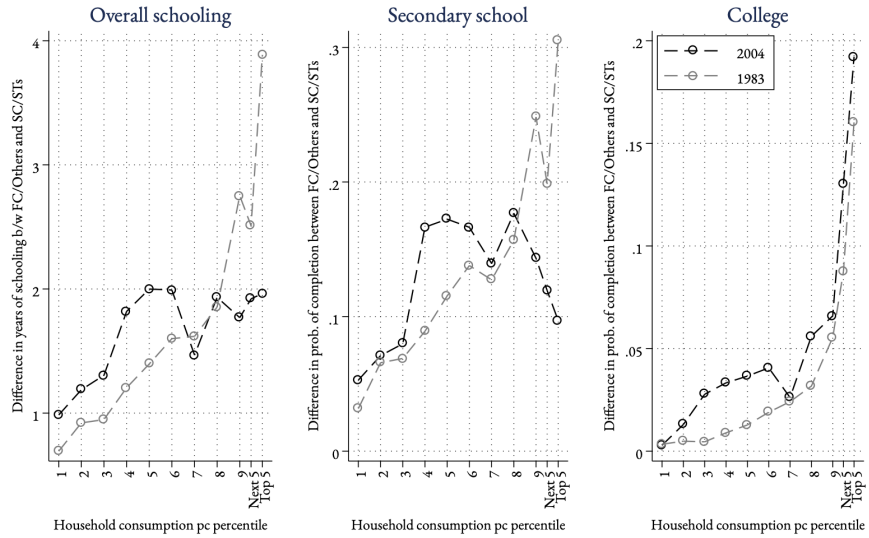 Overall schooling
Difference in years of schooling b/w FC/Others and SC/STs
4
3
2
1
1 2 3 4 5 6 7 8 9 Next 5 Top 5
Household consumption pc percentile
Secondary school
Difference in prob. of completion between FC/Others and SC/STs
.3
.2
.1
0
1 2 3 4 5 6 7 8 9 Next 5 Top 5
Household consumption pc percentile
College
Difference in prob. of completion between FC/Others and SC/STs
.2
.15
.1
.05
0
2004
1983
1 2 3 4 5 6 7 8 9 Next 5 Top 5
Household consumption pc percentile